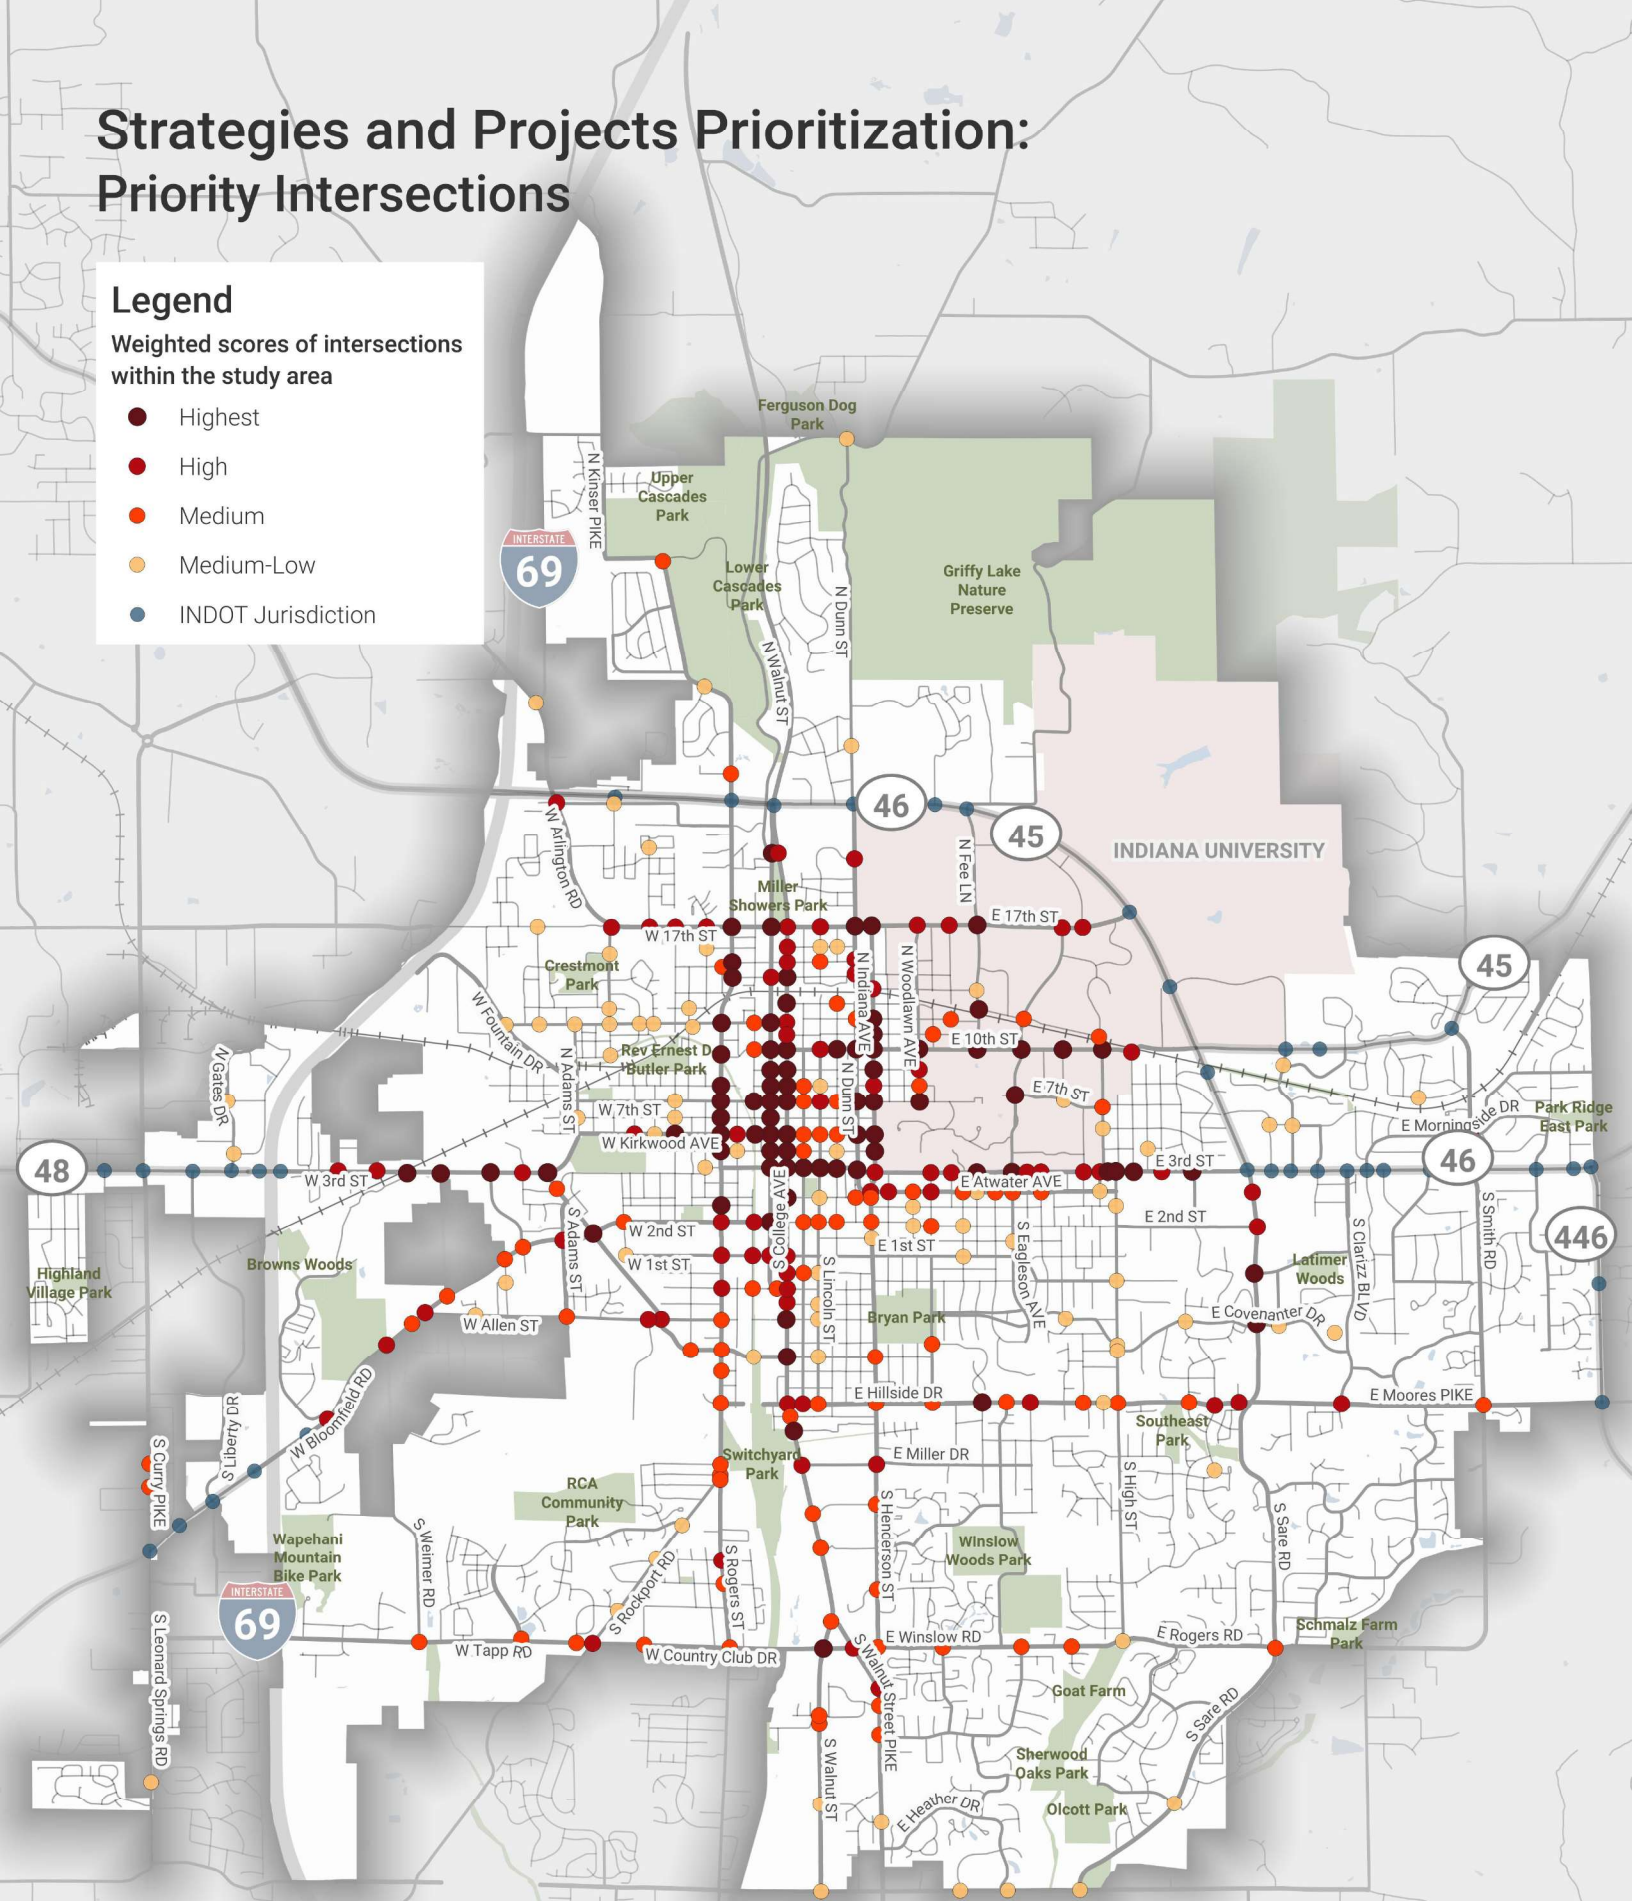 Strategies and Projects Prioritization:
Priority Intersections
Legend
Weighted scores of intersections
within the study area
Highest
High
Medium
Medium-Low
INDOT Jurisdiction
Ferguson Dog
Park
N Kinser PIKE
Upper
Cascades
Park
INTERSTATE
69
Lower
Cascades
Park
N Dunn ST
Griffy Lake
Nature
Preserve
N Walnut ST
46
45
W Arlington RD
N Fee LN
INDIANA UNIVERSITY
Miller
Showers Park
W 17th ST
E 17th ST
Crestmont
Park
N Indiana AVE
N Woodlawn AVE
45
W Fountain DR
N Adams ST
Rev Ernest D
Butler Park
E 10th ST
N Gates DR
W 7th ST
N Dunn ST
E 7th ST
E Morningside DR
Park Ridge
East Park
W Kirkwood AVE
48
W 3rd ST
E 3rd ST
46
E Atwater AVE
S College AVE
S Adams ST
W 2nd ST
E 2nd ST
S Smith RD
446
W 1st ST
E 1st ST
S Eagleson AVE
S Clarizz BLVD
Latimer
Woods
Highland
Village Park
Browns Woods
S Lincoln ST
Bryan Park
E Covenanter DR
W Allen ST
E Hillside DR
E Moores PIKE
Southeast
Park
S Curry PIKE
S Liberty DR
W Bloomfield RD
Switchyard
Park
E Miller DR
S High ST
RCA
Community
Park
S Henderson ST
Winslow
Woods Park
S Sare RD
Wapehani
Mountain
Bike Park
S Weimer RD
S Rockport RD
S Rogers ST
INTERSTATE
69
S Leonard Springs RD
W Tapp RD
W Country Club DR
E Winslow RD
E Rogers RD
Schmalz Farm
Park
S Walnut Street PIKE
Goat Farm
S Sare RD
Sherwood
Oaks Park
S Walnut ST
E Heather DR
Olcott Park